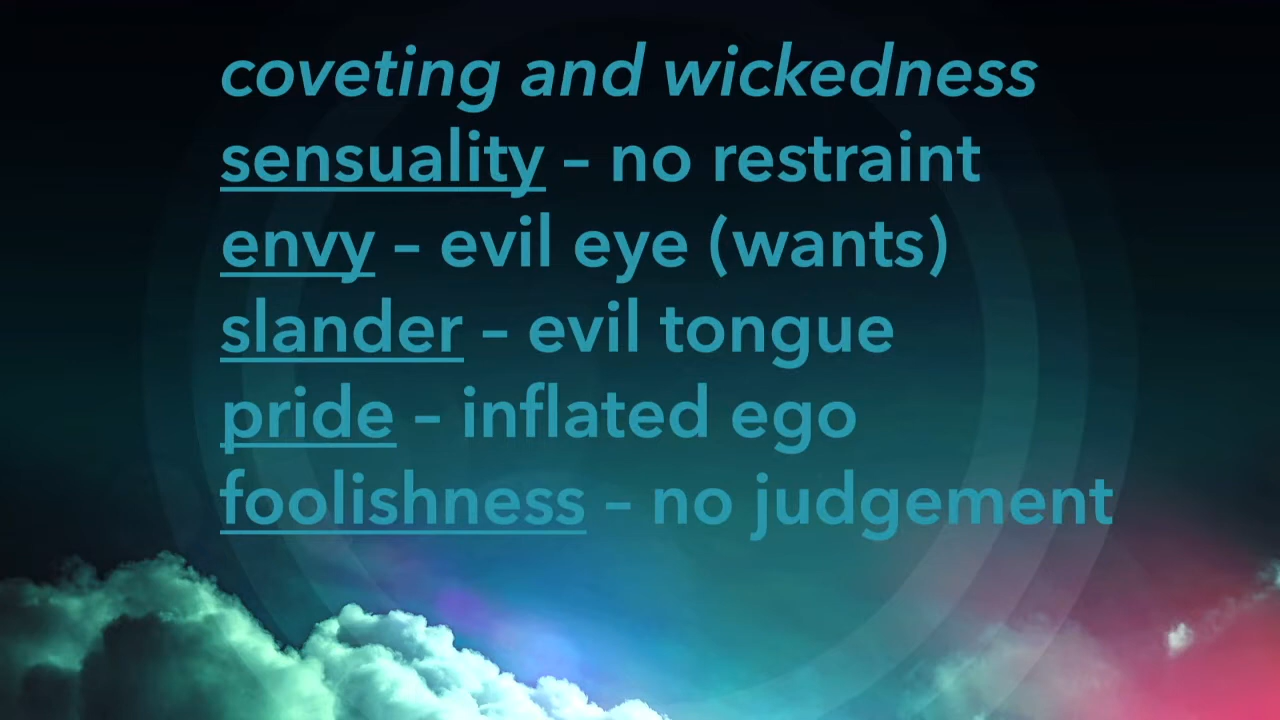 coveting and wickedness
sensuality – no restraint
envy – evil eye (wants)
slander – evil tongue
pride – inflated ego
foolishness – no judgement